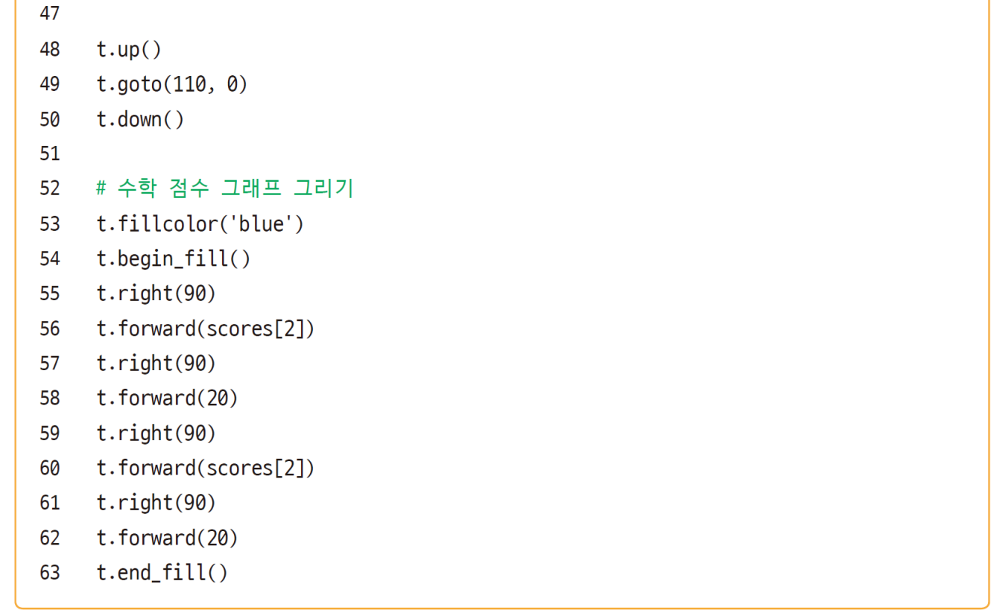 47
48 t.up()
49 t.goto(110, 0)
50 t.down()
51
52 # 수학 점수 그래프 그리기
53 t.fillcolor('blue')
54 t.begin_fill()
55 t.right(90)
56 t.forward(scores[2])
57 t.right(90)
58 t.forward(20)
59 t.right(90)
60 t.forward(scores[2])
61 t.right(90)
62 t.forward(20)
63 t.end_fill()